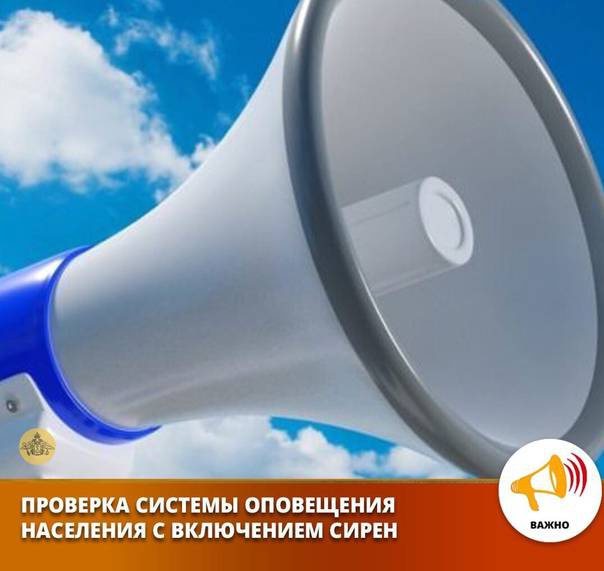 ПРОВЕРКА СИСТЕМЫ ОПОВЕЩЕНИЯ
НАСЕЛЕНИЯ С ВКЛЮЧЕНИЕМ СИРЕН
ВАЖНО